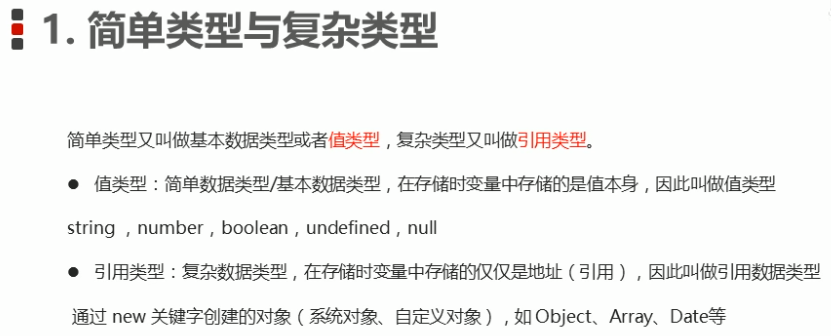 1. 简单类型与复杂类型
简单类型又叫做基本数据类型或者值类型，复杂类型又叫做引用类型。
● 值类型：简单数据类型/基本数据类型，在存储时变量中存储的是值本身，因此叫做值类型
string ，number，boolean，undefined，null
● 引用类型：复杂数据类型，在存储时变量中存储的仅仅是地址（引用），因此叫做引用数据类型
通过 new 关键字创建的对象（系统对象、自定义对象），如 Object、Array、Date等